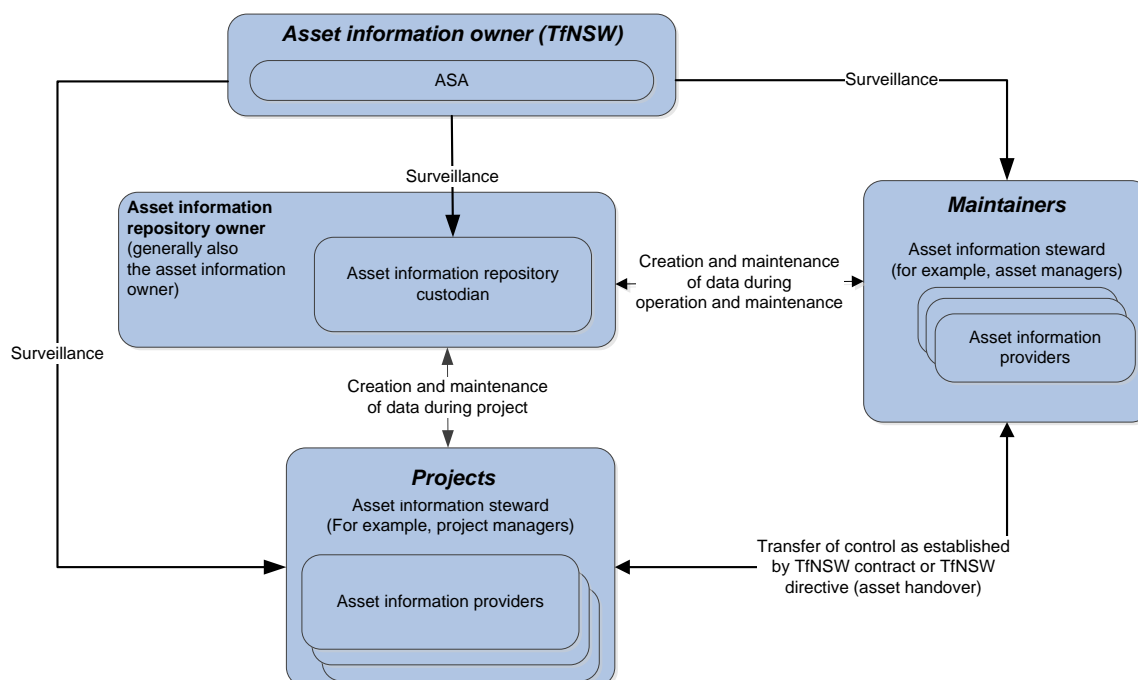 Asset information owner (TfNSW)
ASA
Surveillance
Surveillance
Asset information
repository owner
(generally also
the asset information
owner)
Asset information repository
custodian
Creation and maintenance
of data during
operation and maintenance
Maintainers
Asset information steward
(for example, asset managers)
Asset information
providers
Surveillance
Creation and maintenance
of data during project
Projects
Asset information steward
(For example, project managers)
Asset information providers
Transfer of control as established
by TfNSW contract or TfNSW
directive (asset handover)